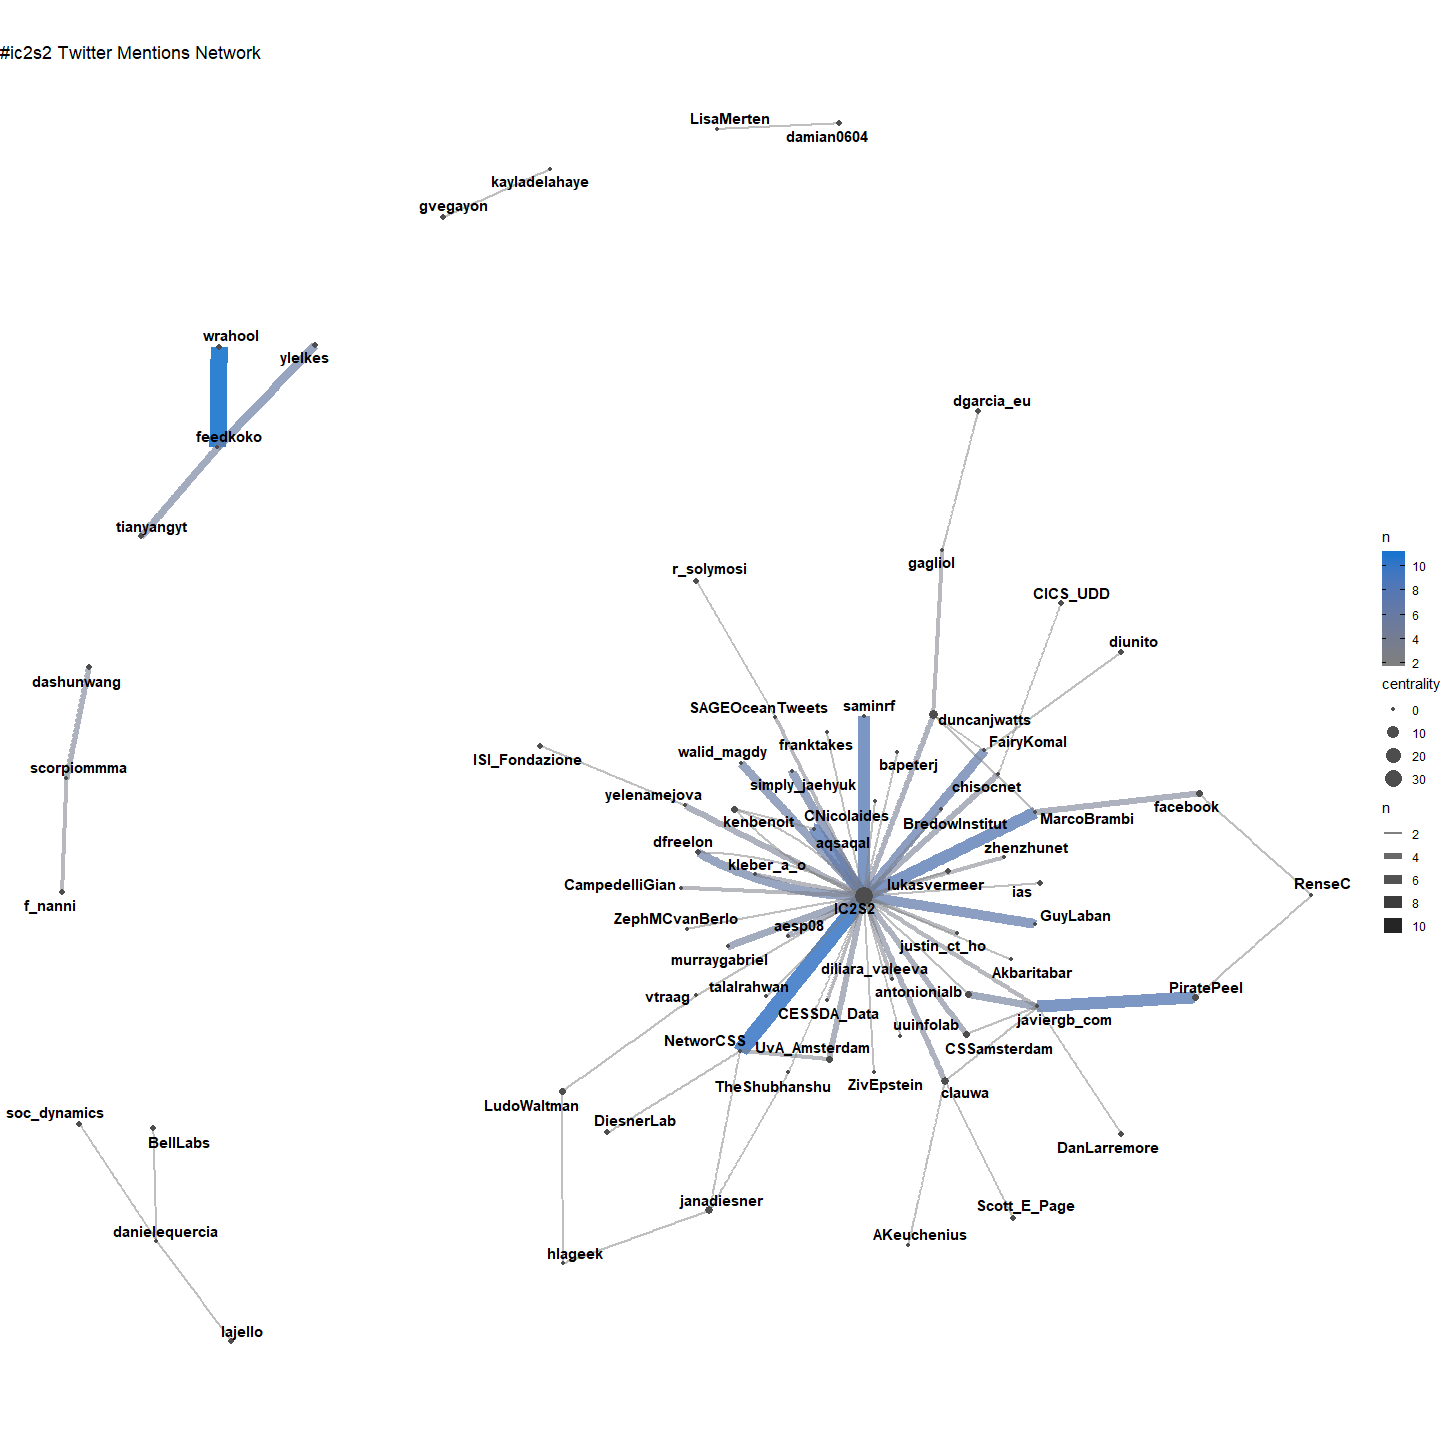 #ic2s2 Twitter Mentions Network
LisaMerten
damian0604
kayladelahaye
gvegayon
wrahool
ylelkes
feedkoko
tianyangyt
dgarcia_eu
gagliol
r_solymosi
CICS_UDD
diunito
dashunwang
SAGEOceanTweets
saminrf
duncanjwatts
FairyKomal
walid_magdy
franktakes
ISI_Fondazione
bapeterj
scorpiommma
simply_jaehyuk
chisocnet
yelenamejova
facebook
kenbenoit
CNicolaides
BredowInstitut
MarcoBrambi
dfreelon
aqsaqal
zhenzhunet
kleber_a_o
CampedelliGian
lukasvermeer
ias
RenseC
f_nanni
IC2S2
GuyLaban
ZephMCvanBerlo
aesp08
justin_ct_ho
murraygabriel
diliara_valeeva
Akbaritabar
talalrahwan
antonionialb
PiratePeel
vtraag
CESSDA_Data
uuinfolab
javiergb_com
NetworCSS
UvA_Amsterdam
CSSamsterdam
TheShubhanshu
ZivEpstein
clauwa
LudoWaltman
soc_dynamics
DiesnerLab
BellLabs
DanLarremore
janadiesner
Scott_E_Page
danielequercia
AKeuchenius
hlageek
lajello
n
10
8
6
4
2
centrality
0
10
20
30
n
2
4
6
8
10